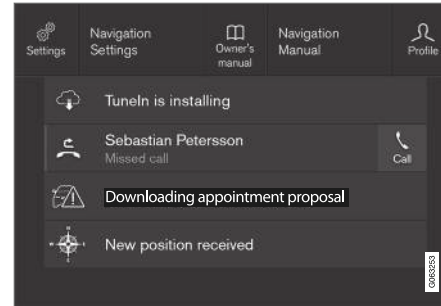 Settings
Navigation
Settings
Owner's
manual
Navigation
Manual
Profile
TuneIn is installing
Sebastian Petersson
Missed call
Call
Downloading appointment proposal
New position received
G063253